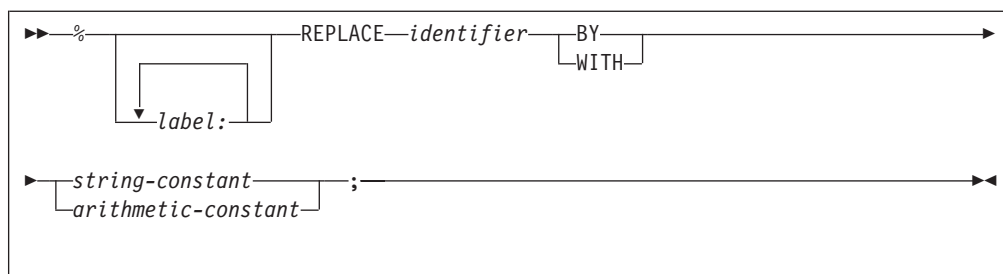 % REPLACE identifier BY
WITH
label:
string-constant ;
arithmetic-constant